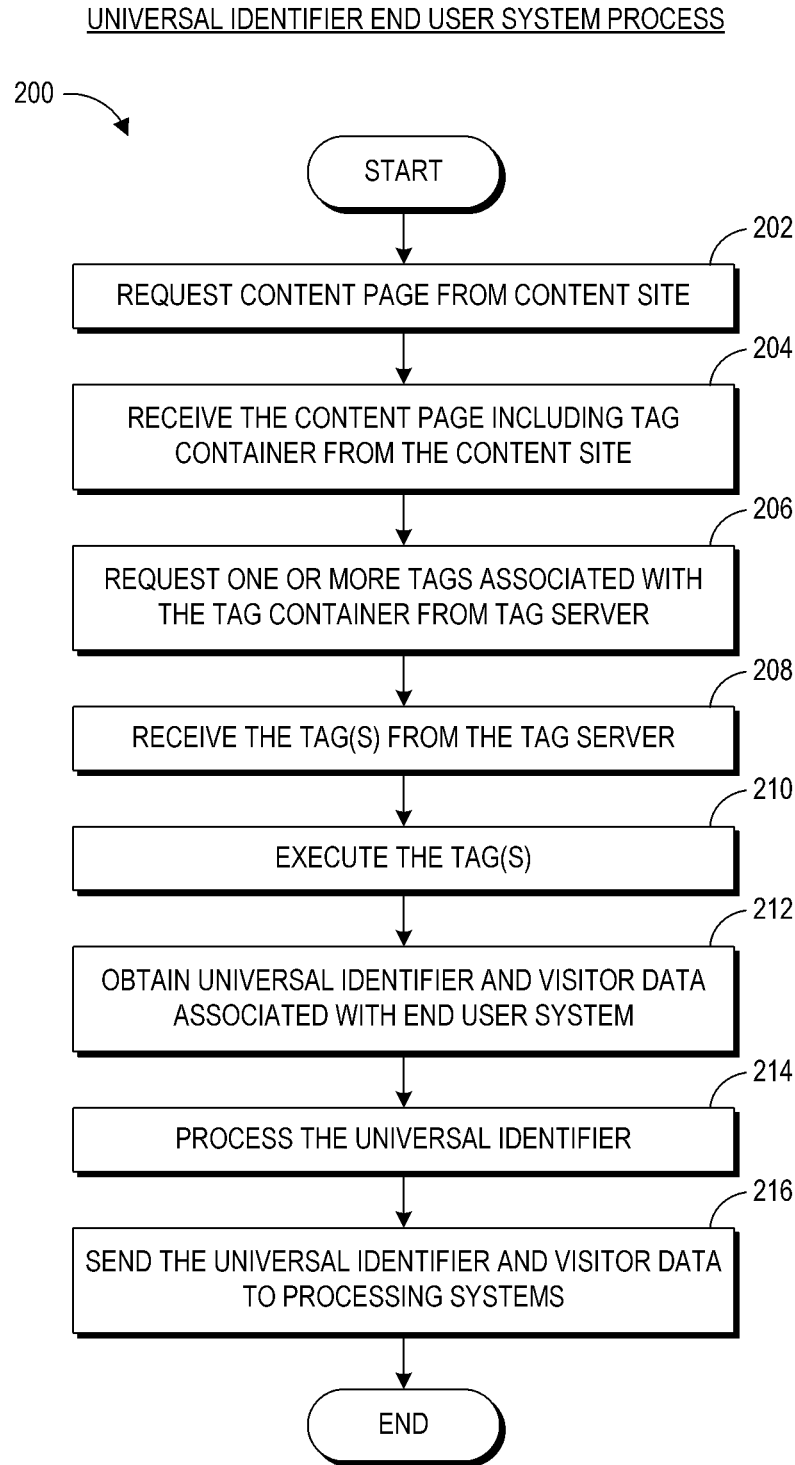 UNIVERSAL IDENTIFIER END USER SYSTEM PROCESS
200
START
202
REQUEST CONTENT PAGE FROM CONTENT SITE
204
RECEIVE THE CONTENT PAGE INCLUDING TAG
CONTAINER FROM THE CONTENT SITE
206
REQUEST ONE OR MORE TAGS ASSOCIATED WITH
THE TAG CONTAINER FROM TAG SERVER
208
RECEIVE THE TAG(S) FROM THE TAG SERVER
210
EXECUTE THE TAG(S)
212
OBTAIN UNIVERSAL IDENTIFIER AND VISITOR DATA
ASSOCIATED WITH END USER SYSTEM
214
PROCESS THE UNIVERSAL IDENTIFIER
216
SEND THE UNIVERSAL IDENTIFIER AND VISITOR DATA
TO PROCESSING SYSTEMS
END